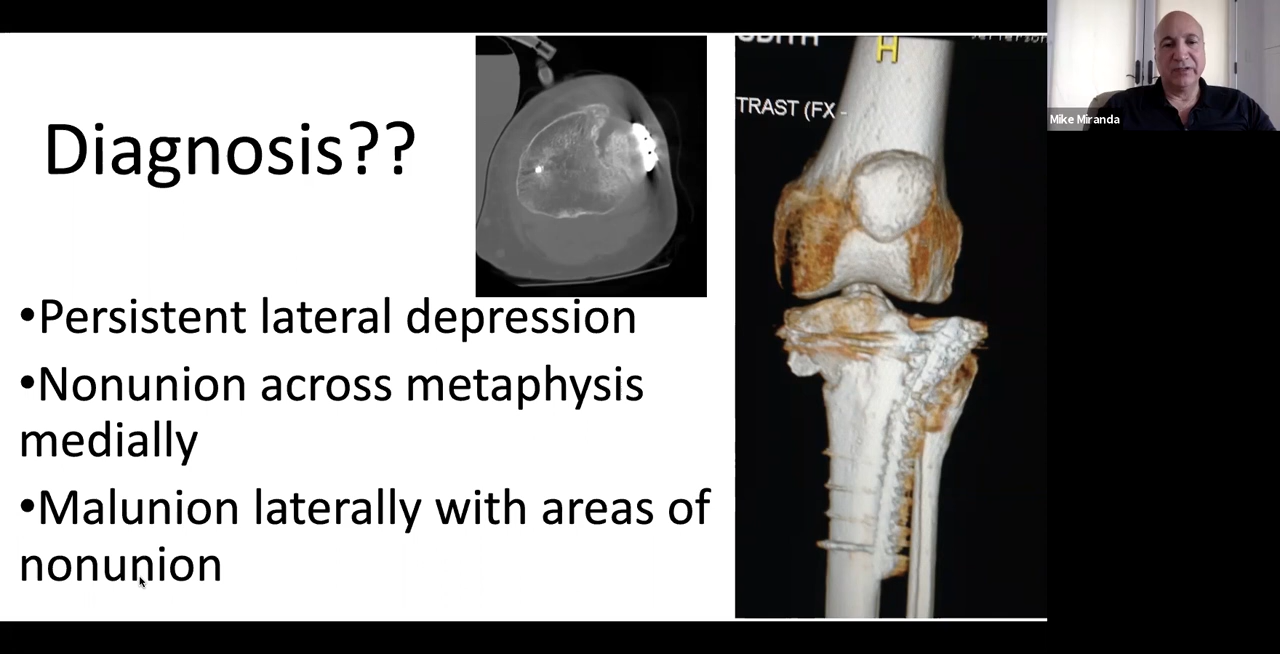 Diagnosis??
•Persistent lateral depression
•Nonunion across metaphysis
medially
•Malunion laterally with areas of
nonunion
H
TRAST (FX -
Mike Miranda